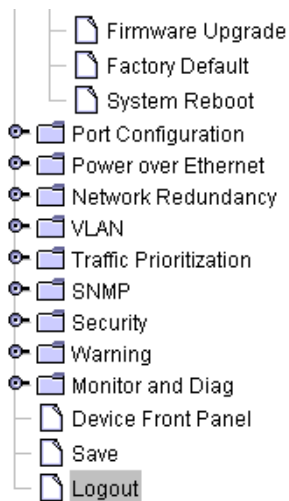 Firmware Upgrade
Factory Default
System Reboot
Port Configuration
Power over Ethernet
Network Redundancy
VLAN
Traffic Prioritization
SNMP
Security
Warning
Monitor and Diag
Device Front Panel
Save
Logout